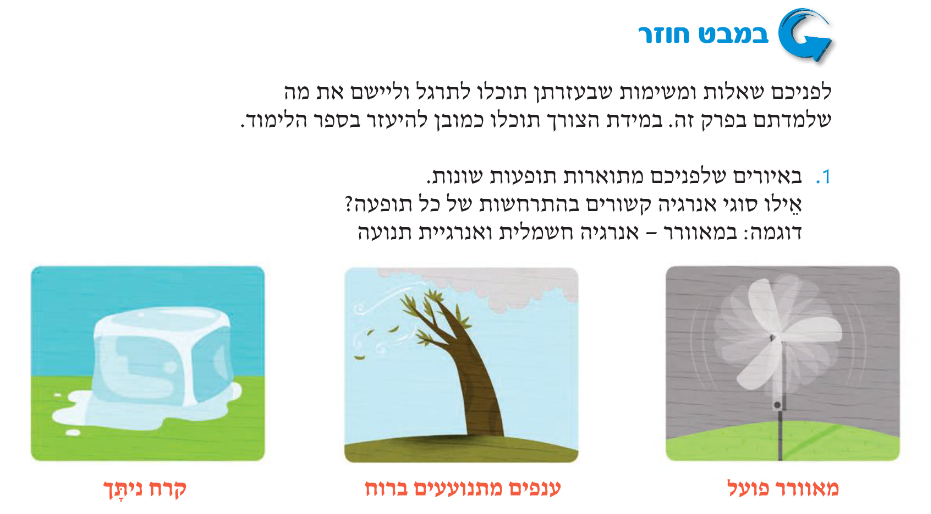 במבט חוזר
לפניכם שאלות ומשימות שבעזרתן תוכלו לתרגל וליישם את מה
שלמדתם בפרק זה. במידת הצורך תוכלו כמובן להיעזר בספר הלימוד.
1. באיורים שלפניכם מתוארות תופעות שונות.
אֵילו סוגי אנרגיה קשורים בהתרחשות של כל תופעה?
דוגמה: במאוורר – אנרגיה חשמלית ואנרגיית תנועה
מאוורר פועל
ענפים מתנועעים ברוח
קרח ניתָּך